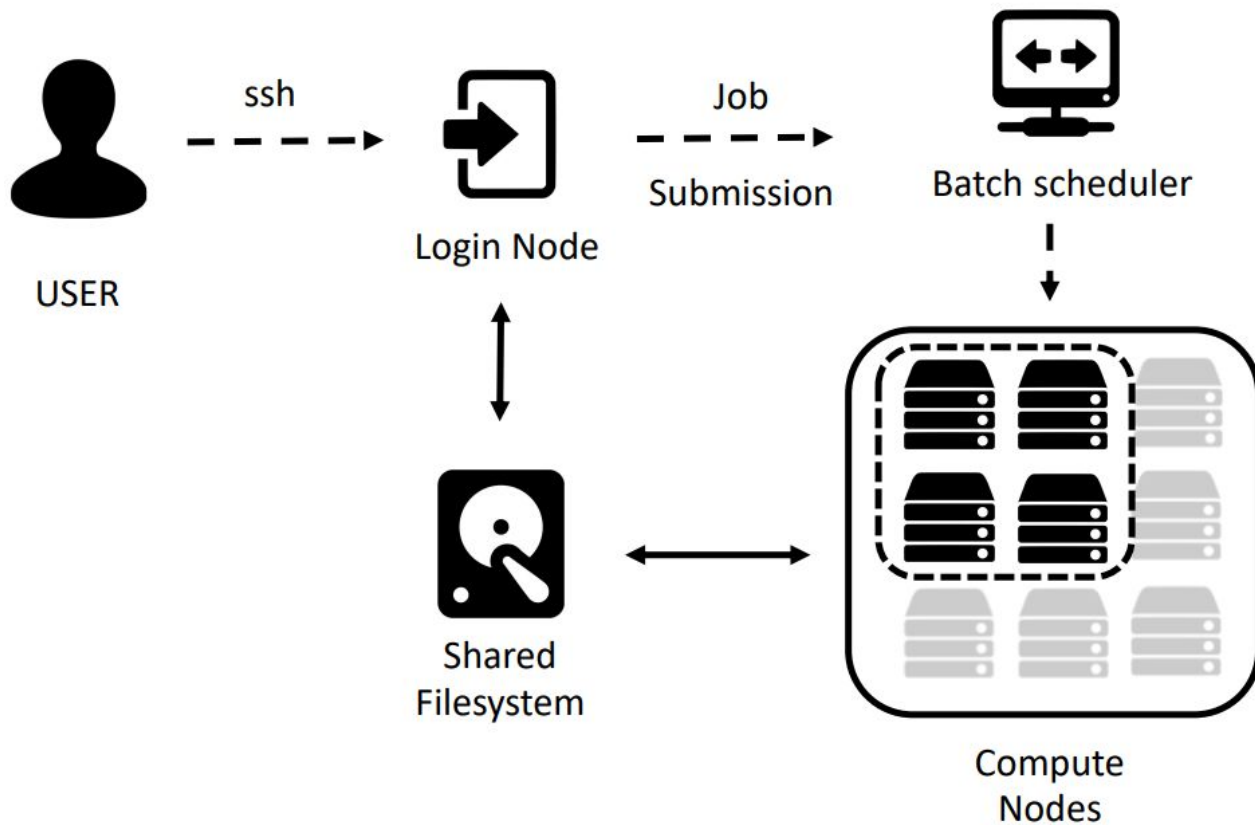 ssh
Job
Submission
Batch scheduler
Login Node
USER
Shared
Filesystem
Compute
Nodes